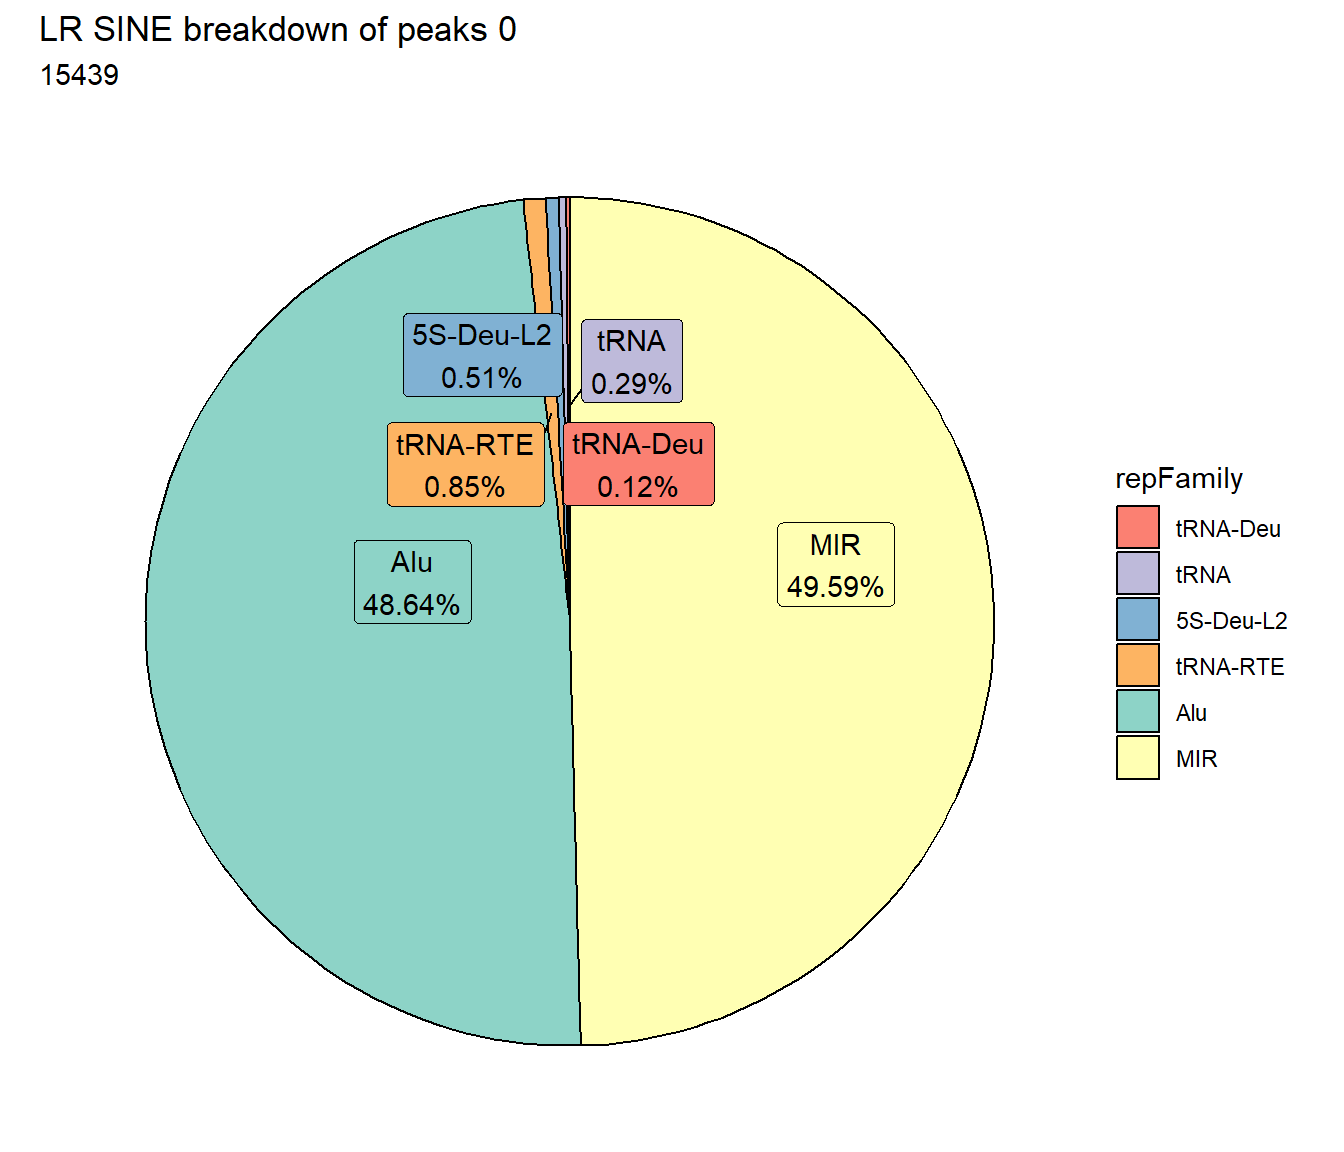 LR SINE breakdown of peaks 0
15439
5S-Deu-L2
0.51%
tRNA
0.29%
tRNA-RTE
0.85%
tRNA-Deu
0.12%
Alu
48.64%
MIR
49.59%
repFamily
tRNA-Deu
tRNA
5S-Deu-L2
tRNA-RTE
Alu
MIR